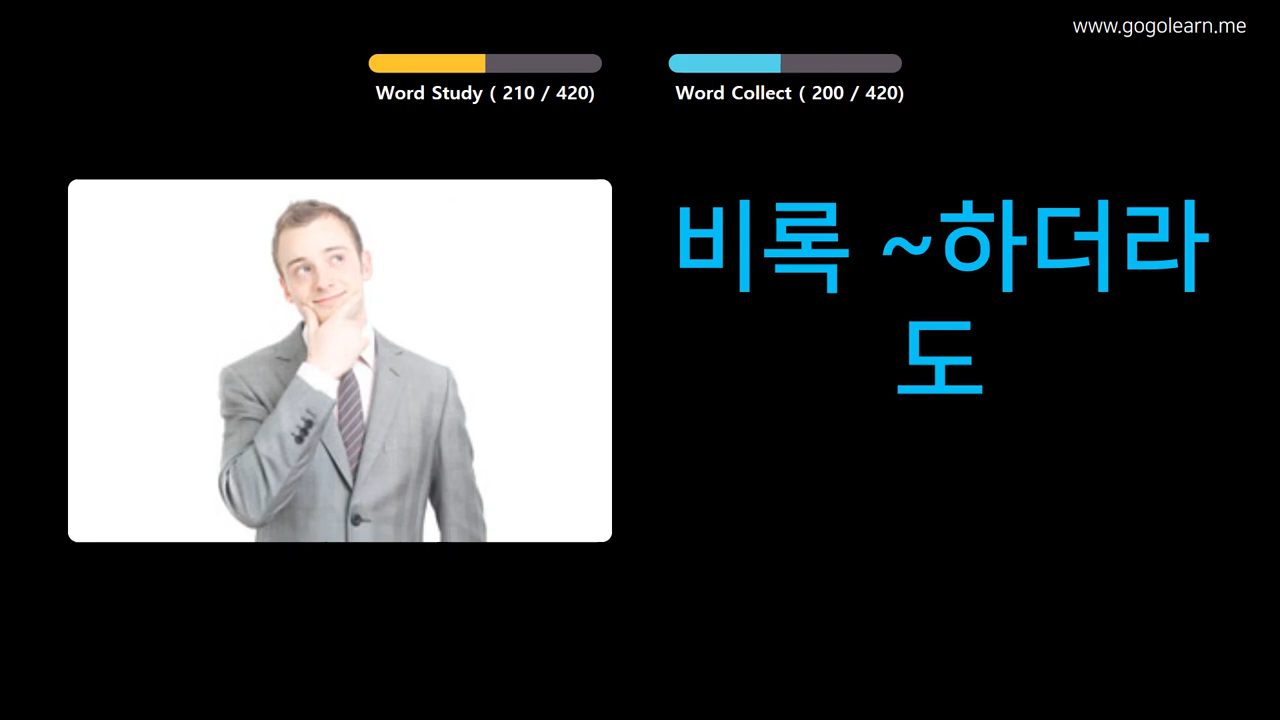 www.gogolearn.me
Word Study ( 210 / 420)
Word Collect ( 200 / 420)
비록 ~하더라
도